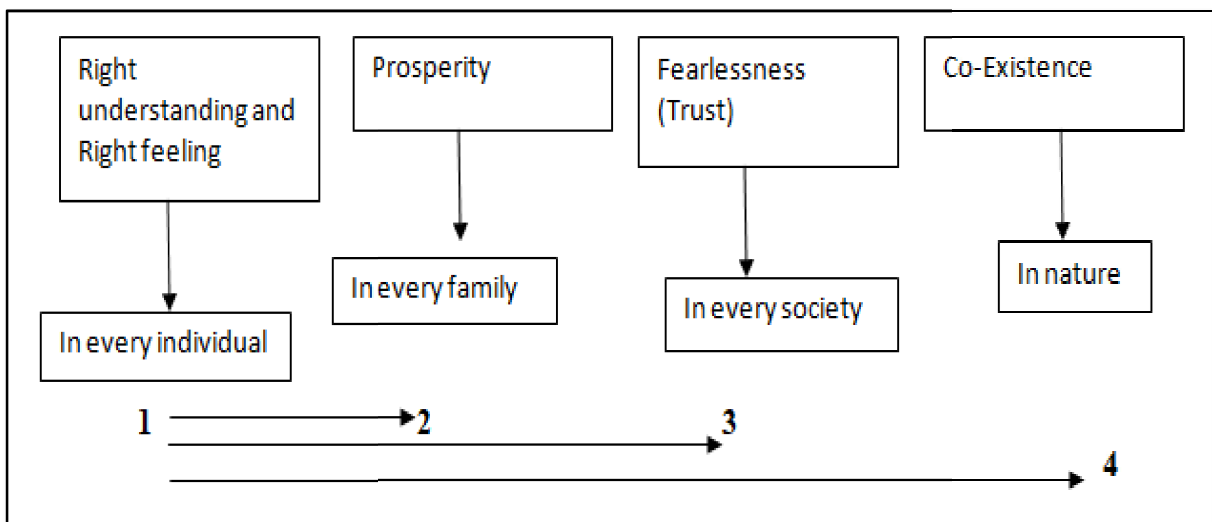 Right
understanding and
Right feeling
Prosperity
Fearlessness
(Trust)
Co-Existence
In every individual
In every family
In every society
In nature
1
2
3
4